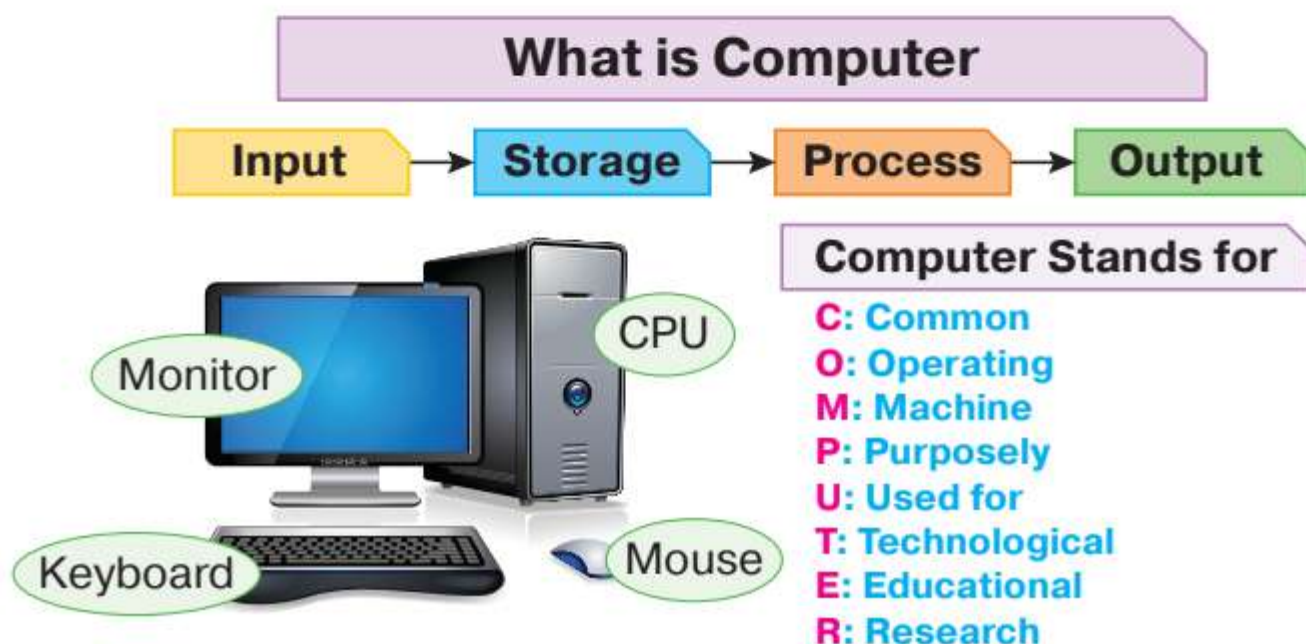 What is Computer
Input Storage Process Output
Monitor
CPU
Keyboard
Mouse
Computer Stands for
C: Common
O: Operating
M: Machine
P: Purposely
U: Used for
T: Technological
E: Educational
R: Research